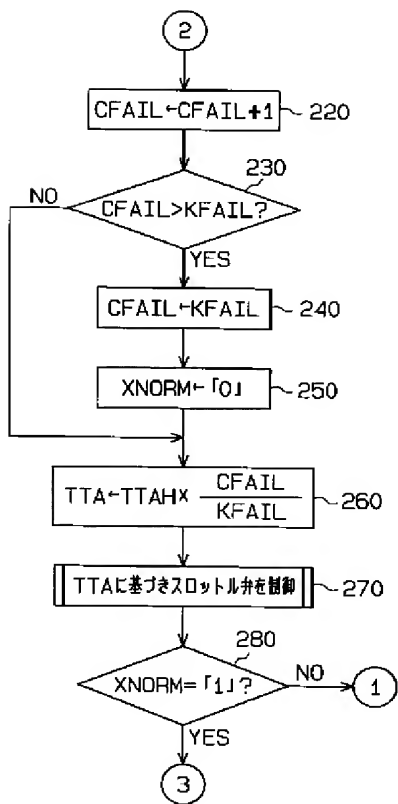 2
CFAIL←CFAIL+1
220
230
NO
CFAIL>KFAIL?
YES
CFAIL←KFAIL
240
XNORM←「0」
250
TTA←TTAH× CFAIL
KFAIL
260
TTAに基づきスロットル弁を制御
270
280
XNORM=「1」?
NO
1
YES
3